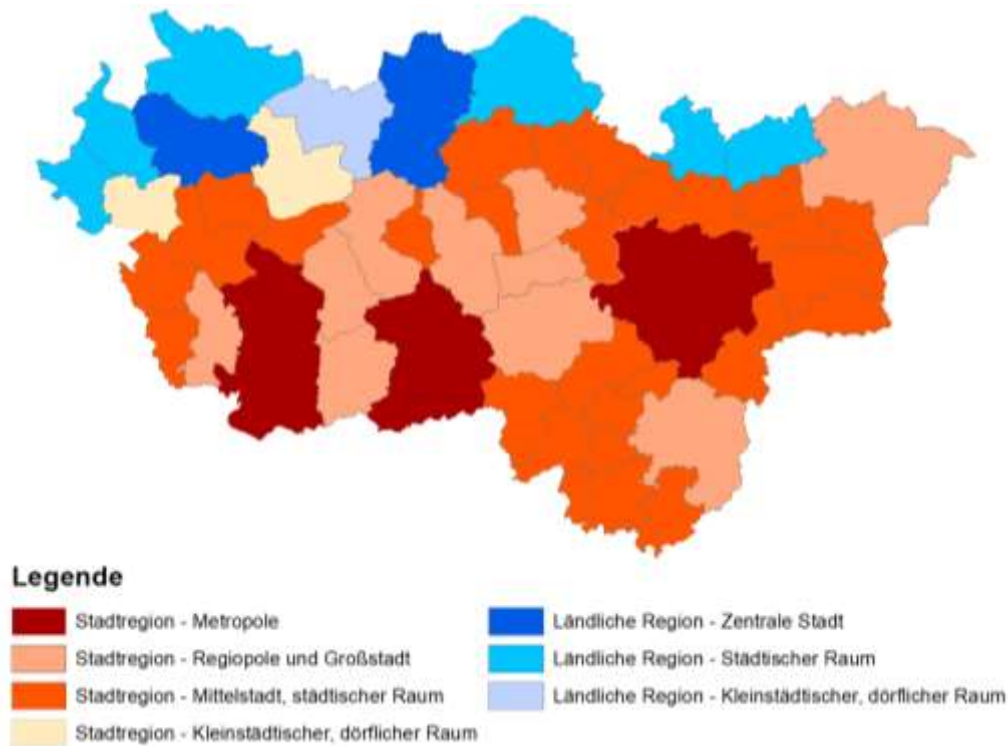 Legende
Stadtregion - Metropole
Stadtregion - Regiopole und Großstadt
Stadtregion - Mittelstadt, städtischer Raum
Stadtregion - Kleinstädtischer, dörflicher Raum
Ländliche Region - Zentrale Stadt
Ländliche Region - Städtischer Raum
Ländliche Region - Kleinstädtischer, dörflicher Raum